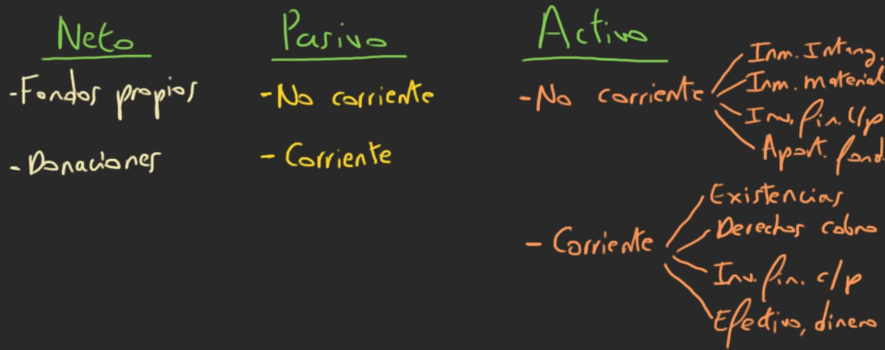 Neto
-Fondos propios
-Donaciones
Pasivo
-No corriente
-Corriente
Activo
-No corriente
Inm. Intang.
Inm. material
Inv. fin. l/p
Apart. fond.
-Corriente
Existencias
Derechos cobro
Inv. fin. c/p
Efectivo, dinero